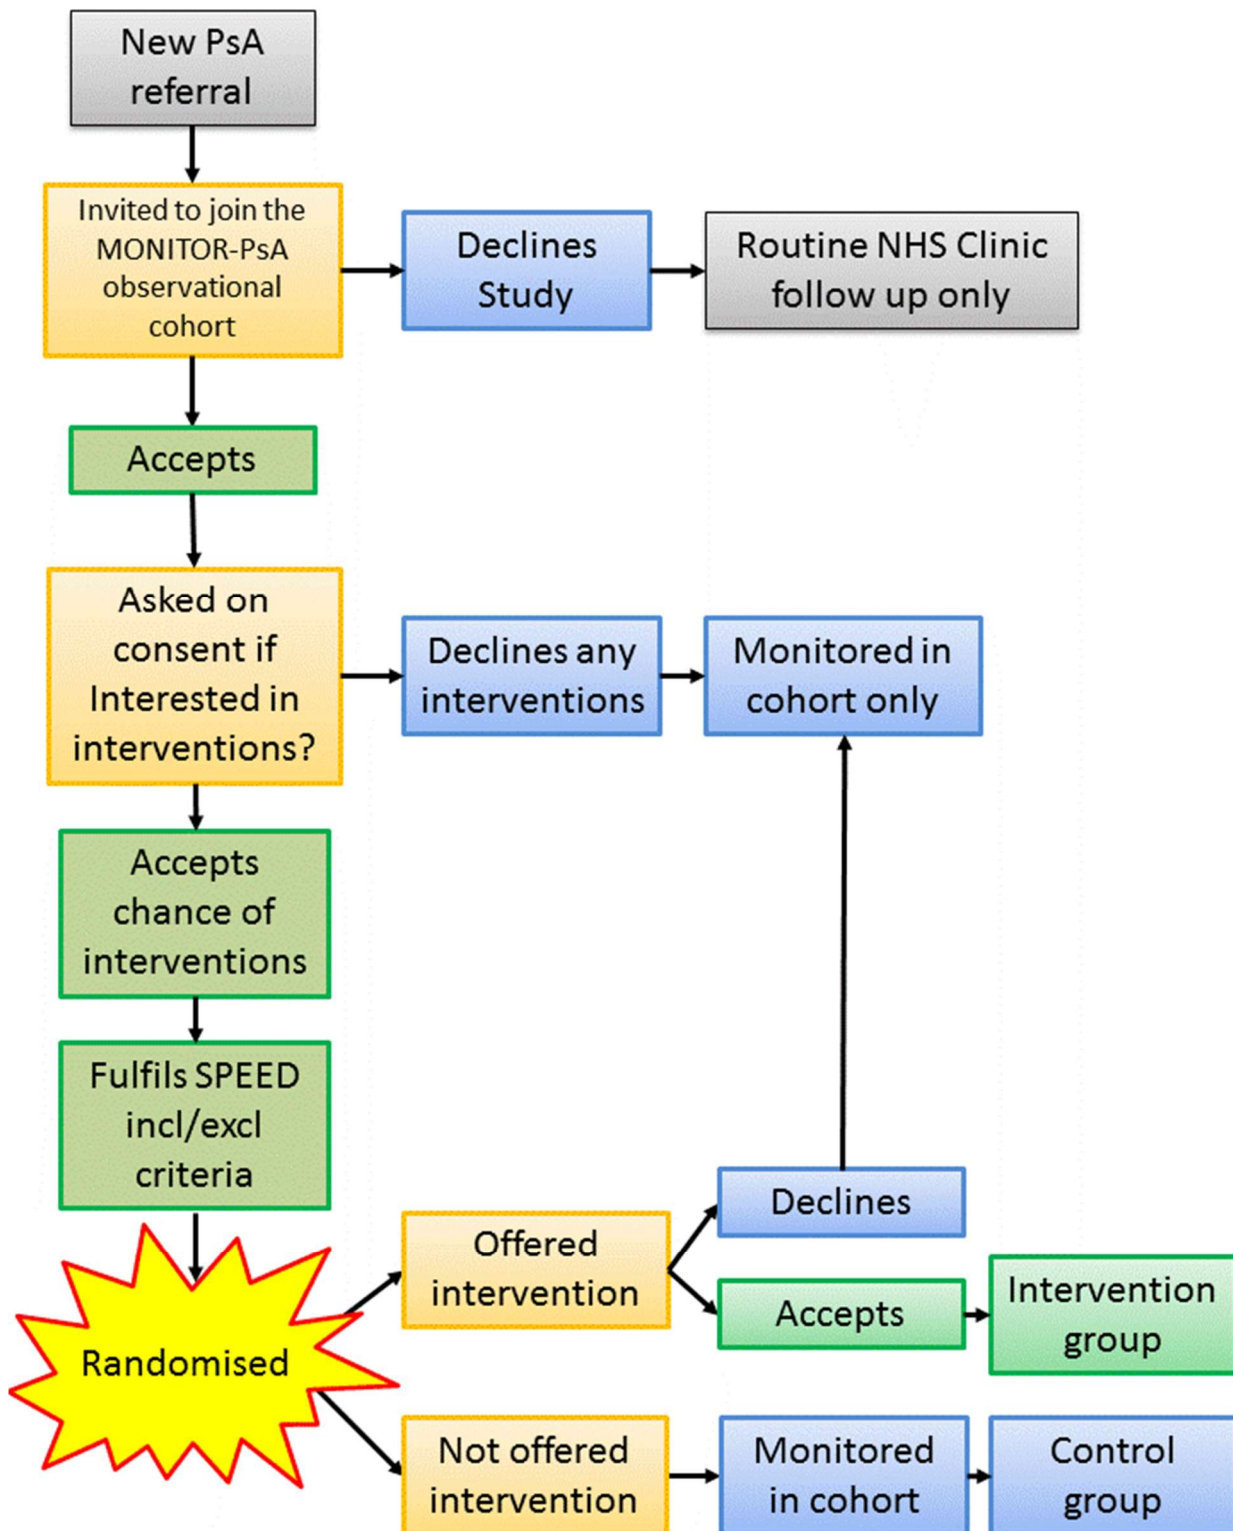 New PsA
referral
Invited to join the
MONITOR-PsA
observational
cohort
Declines
Study
Routine NHS Clinic
follow up only
Accepts
Asked on
consent if
Interested in
interventions?
Declines any
interventions
Monitored in
cohort only
Accepts
chance of
interventions
Fulfils SPEED
incl/excl
criteria
Randomised
Offered
intervention
Declines
Accepts
Intervention
group
Not offered
intervention
Monitored
in cohort
Control
group